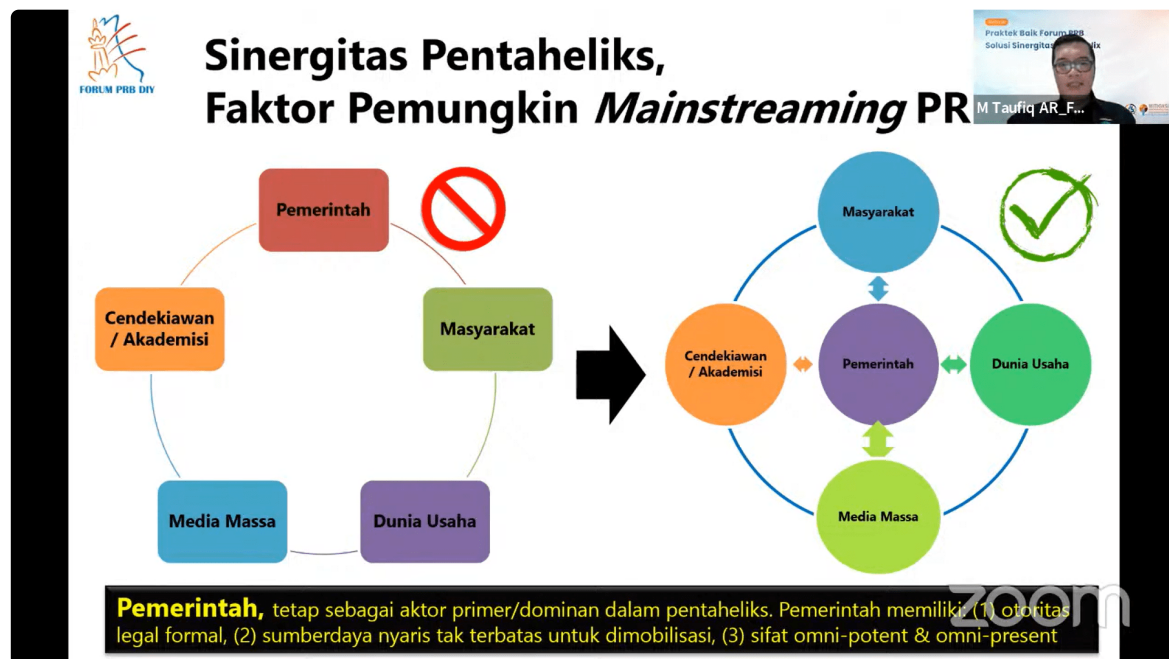 FORUM PRB DIY
Sinergitas Pentaheliks,
Faktor Pemungkin Mainstreaming PR
Praktek Baik Forum PRB
Solusi Sinergitas
M Taufiq AR_F...
Pemerintah
Cendekiawan
/ Akademisi
Masyarakat
Media Massa
Dunia Usaha
Masyarakat
Cendekiawan
/ Akademisi
Pemerintah
Dunia Usaha
Media Massa
Pemerintah, tetap sebagai aktor primer/dominan dalam pentaheliks. Pemerintah memiliki: (1) otoritas
legal formal, (2) sumberdaya nyaris tak terbatas untuk dimobilisasi, (3) sifat omni-potent & omni-present
zoom